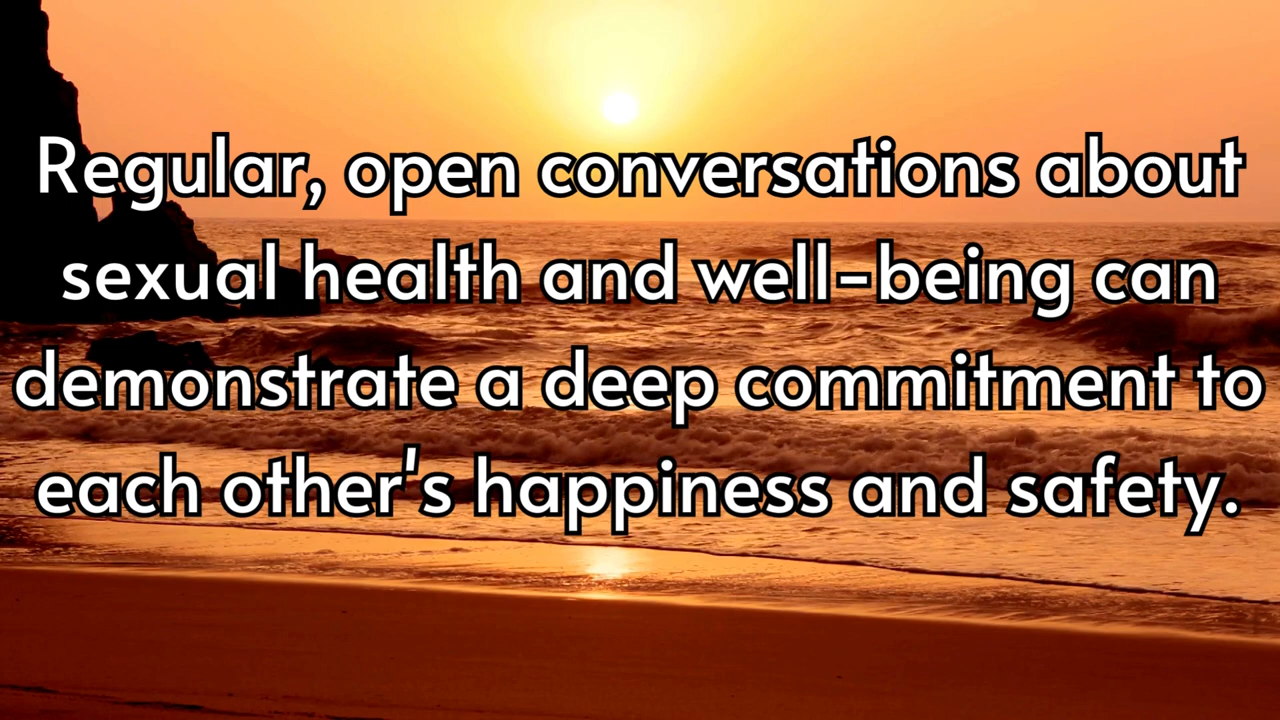 Regular, open conversations about
sexual health and well-being can
demonstrate a deep commitment to
each other's happiness and safety.